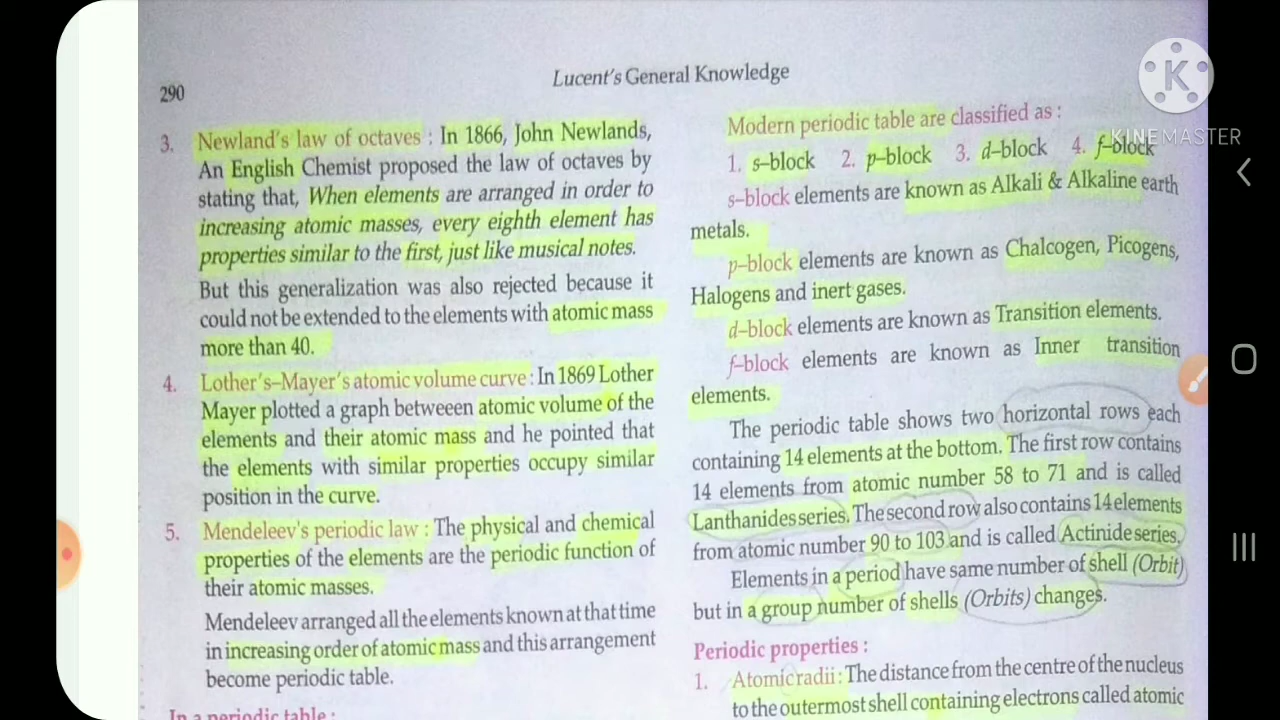 290
Lucent's General Knowledge
3. Newland's law of octaves : In 1866, John Newlands,
An English Chemist proposed the law of octaves by
stating that, When elements are arranged in order to
increasing atomic masses, every eighth element has
properties similar to the first, just like musical notes.
But this generalization was also rejected because it
could not be extended to the elements with atomic mass
more than 40.
4. Lother's–Mayer's atomic volume curve : In 1869 Lother
Mayer plotted a graph betweeen atomic volume of the
elements and their atomic mass and he pointed that
the elements with similar properties occupy similar
position in the curve.
5. Mendeleev's periodic law : The physical and chemical
properties of the elements are the periodic function of
their atomic masses.
Mendeleev arranged all the elements known at that time
in increasing order of atomic mass and this arrangement
become periodic table.
In a periodic table :
Modern periodic table are classified as :
1. s–block 2. p–block 3. d–block 4. f–block
s–block elements are known as Alkali & Alkaline earth
metals.
p–block elements are known as Chalcogen, Picogens,
Halogens and inert gases.
d–block elements are known as Transition elements.
f–block elements are known as Inner transition
elements.
The periodic table shows two horizontal rows each
containing 14 elements at the bottom. The first row contains
14 elements from atomic number 58 to 71 and is called
Lanthanides series. The second row also contains 14 elements
from atomic number 90 to 103 and is called Actinide series.
Elements in a period have same number of shell (Orbit)
but in a group number of shells (Orbits) changes.
Periodic properties :
1. Atomic radii : The distance from the centre of the nucleus
to the outermost shell containing electrons called atomic
K
KINEMASTER